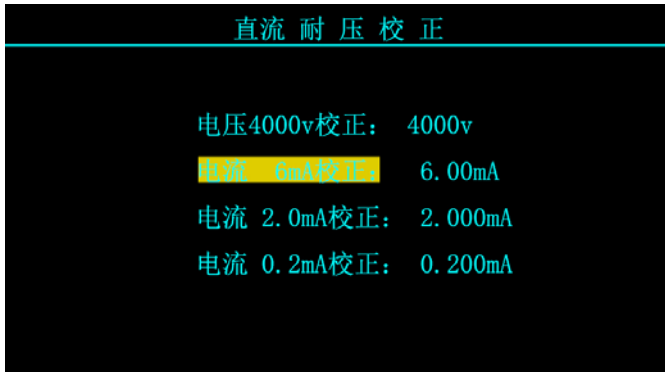 直流 耐 压 校 正
电压4000v校正： 4000v
电流 6mA校正： 6.00mA
电流 2.0mA校正： 2.000mA
电流 0.2mA校正： 0.200mA